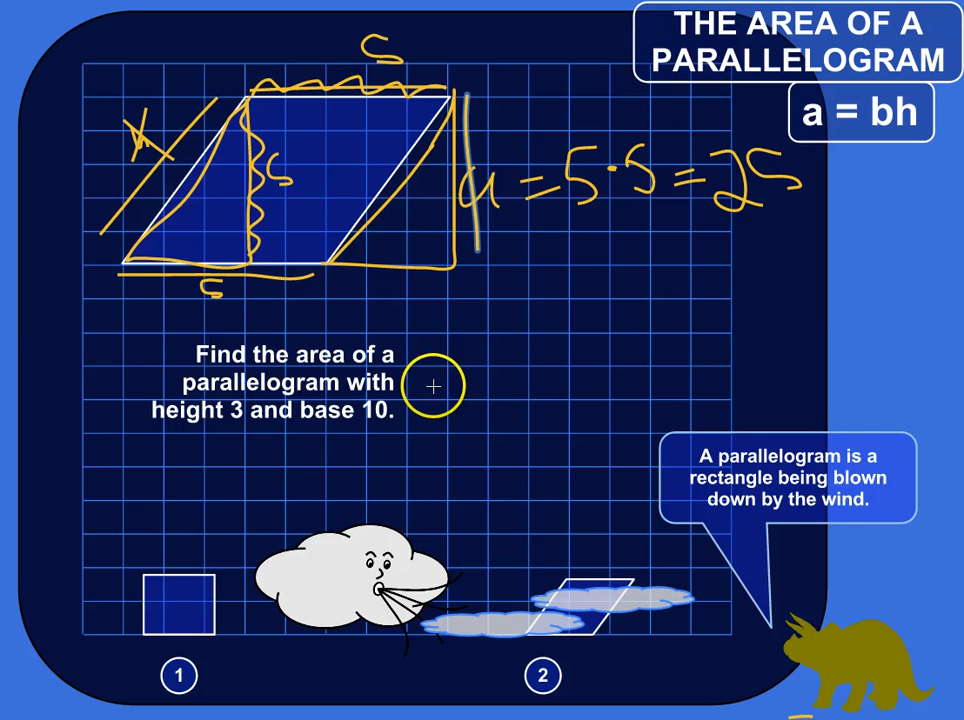 THE AREA OF A
PARALLELOGRAM
a = bh
5
5
a = 5 · 5 = 25
5
Find the area of a
parallelogram with
height 3 and base 10.
A parallelogram is a
rectangle being blown
down by the wind.
1
2